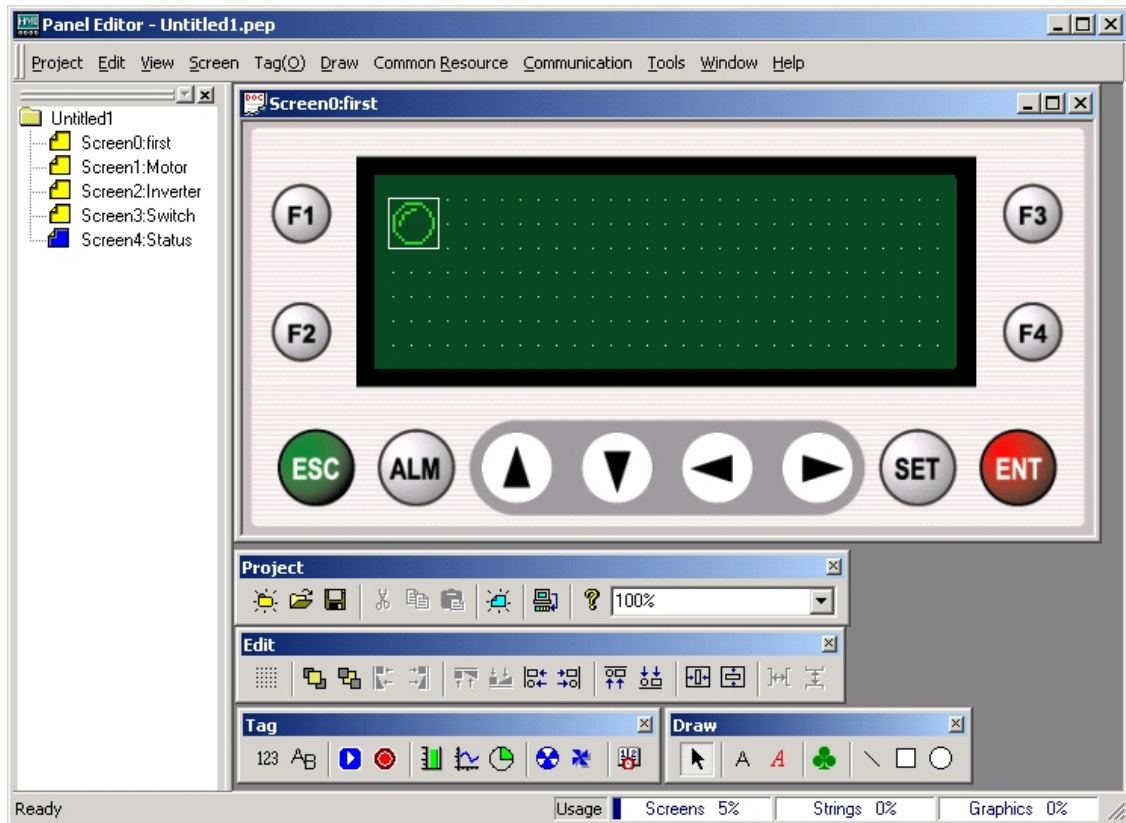 Panel Editor - Untitled1.pep
Project Edit View Screen Tag(O) Draw Common Resource Communication Tools Window Help
Untitled1
Screen0:first
Screen1:Motor
Screen2:Inverter
Screen3:Switch
Screen4:Status
Screen0:first
F1
F3
F2
F4
ESC ALM SET ENT
Project
100%
Edit
Tag
123 AB
Draw
A A
Ready
Usage Screens 5% Strings 0% Graphics 0%